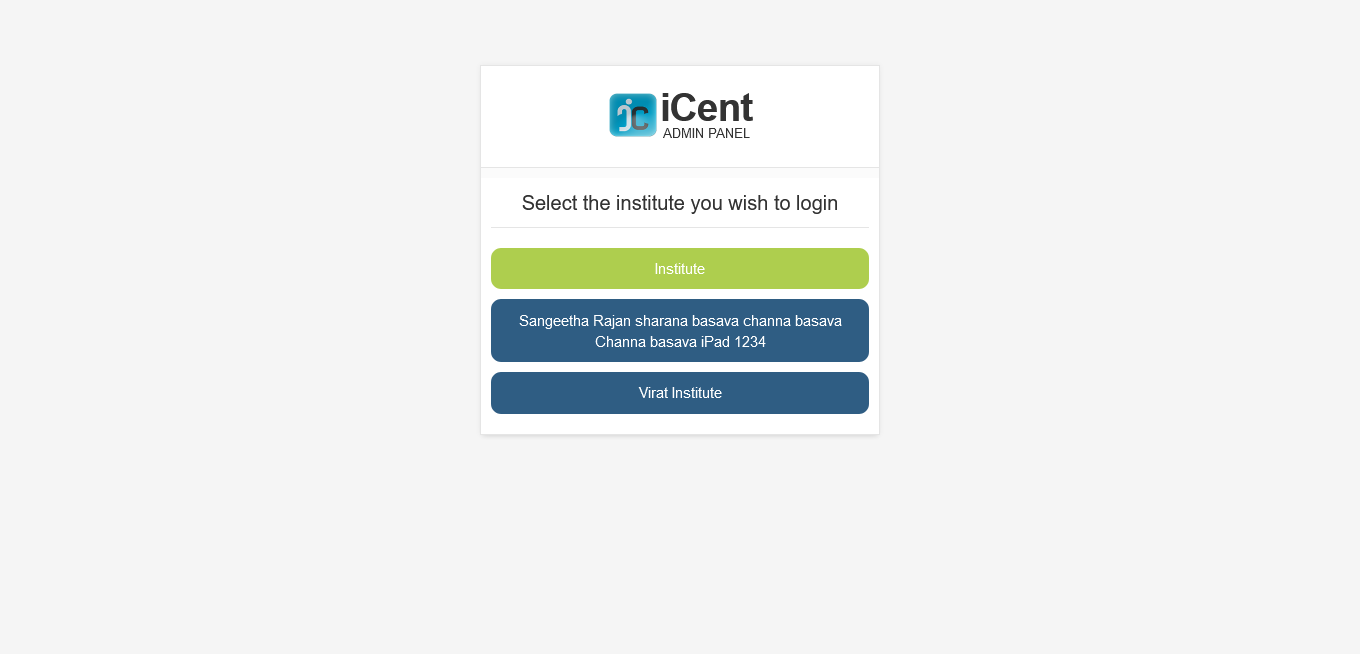 iCent
ADMIN PANEL
Select the institute you wish to login
Institute
Sangeetha Rajan sharana basava channa basava
Channa basava iPad 1234
Virat Institute